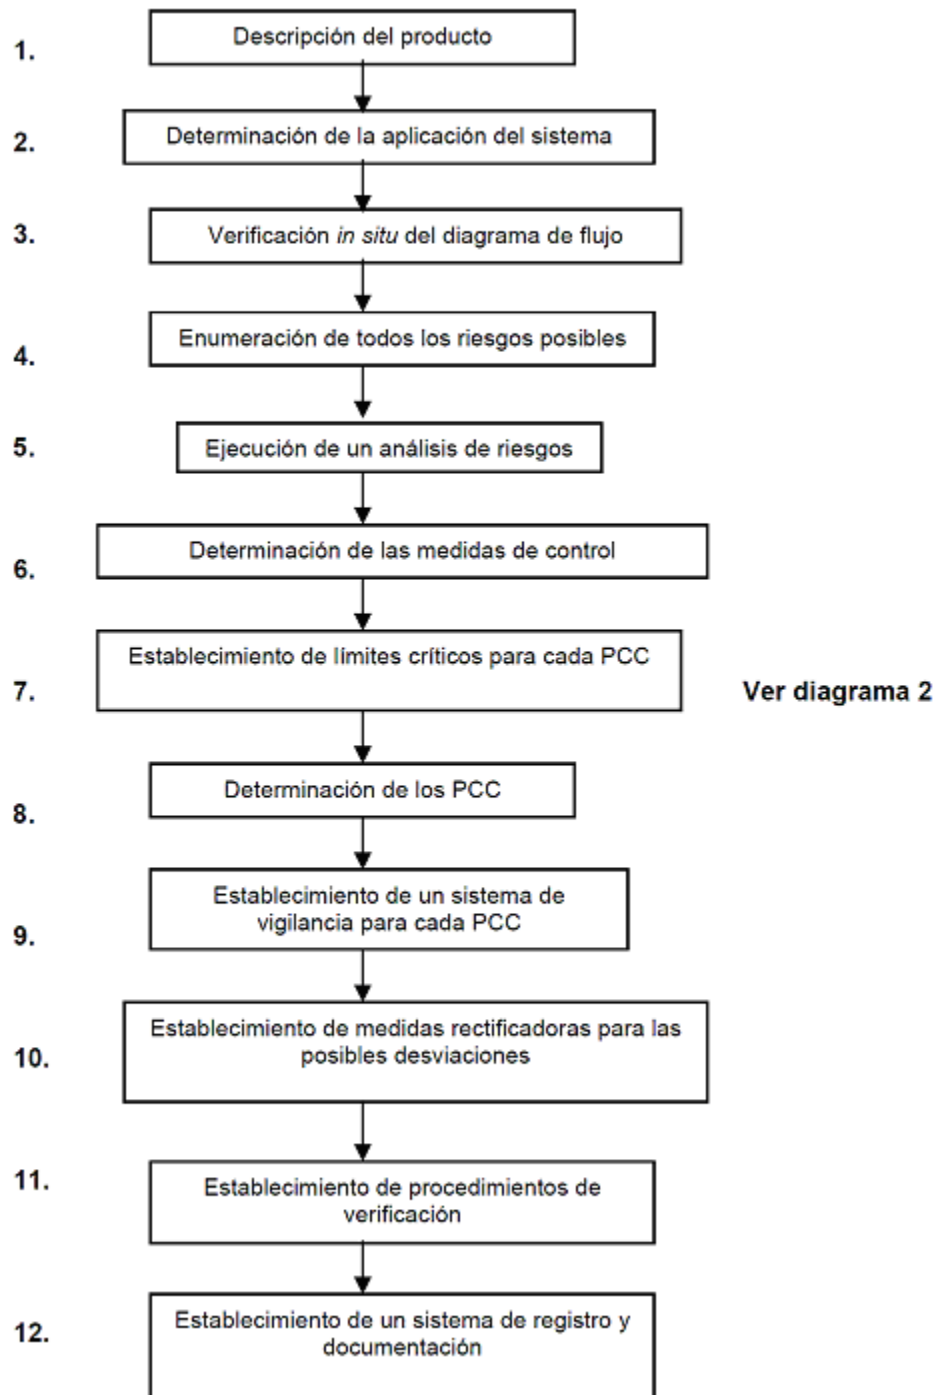 1.
Descripción del producto
2.
Determinación de la aplicación del sistema
3.
Verificación in situ del diagrama de flujo
4.
Enumeración de todos los riesgos posibles
5.
Ejecución de un análisis de riesgos
6.
Determinación de las medidas de control
7.
Establecimiento de límites críticos para cada PCC
Ver diagrama 2
8.
Determinación de los PCC
9.
Establecimiento de un sistema de
vigilancia para cada PCC
10.
Establecimiento de medidas rectificadoras para las
posibles desviaciones
11.
Establecimiento de procedimientos de
verificación
12.
Establecimiento de un sistema de registro y
documentación